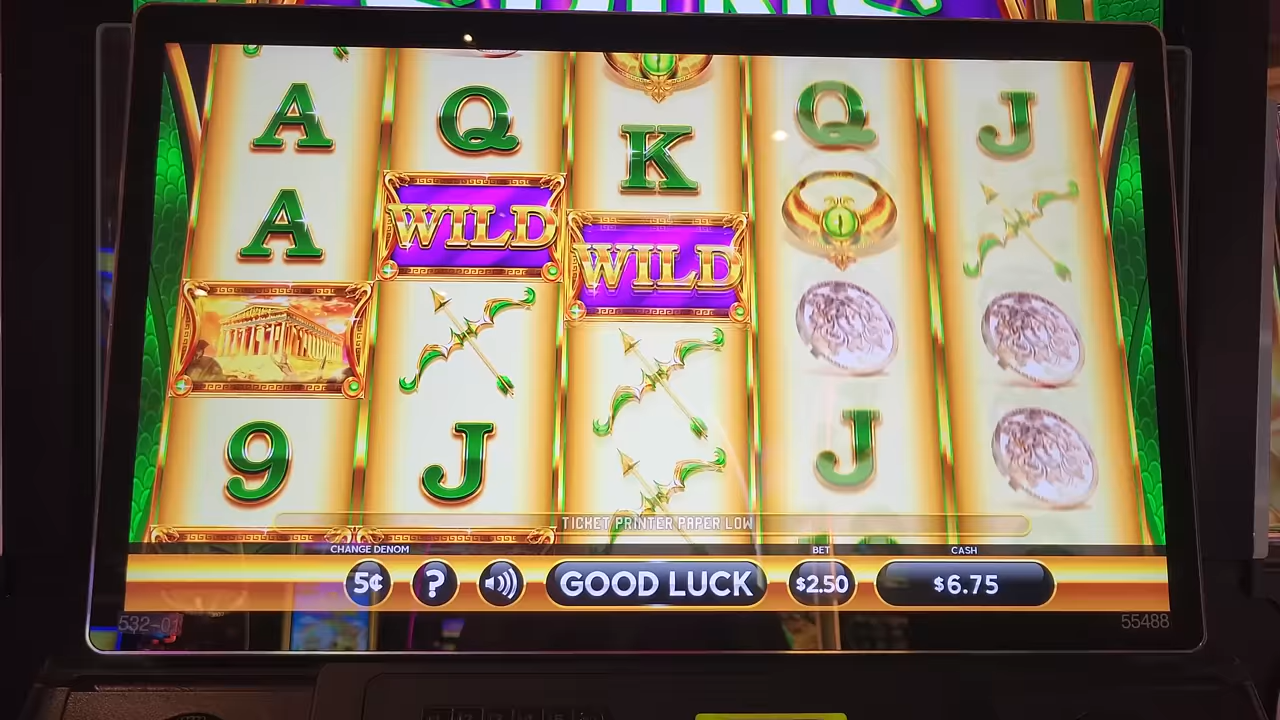 A Q K Q J
A WILD WILD
9 J J
TICKET PRINTER PAPER LOW
CHANGE DENOM BET CASH
5¢ ? GOOD LUCK $2.50 $6.75
532-01 55488